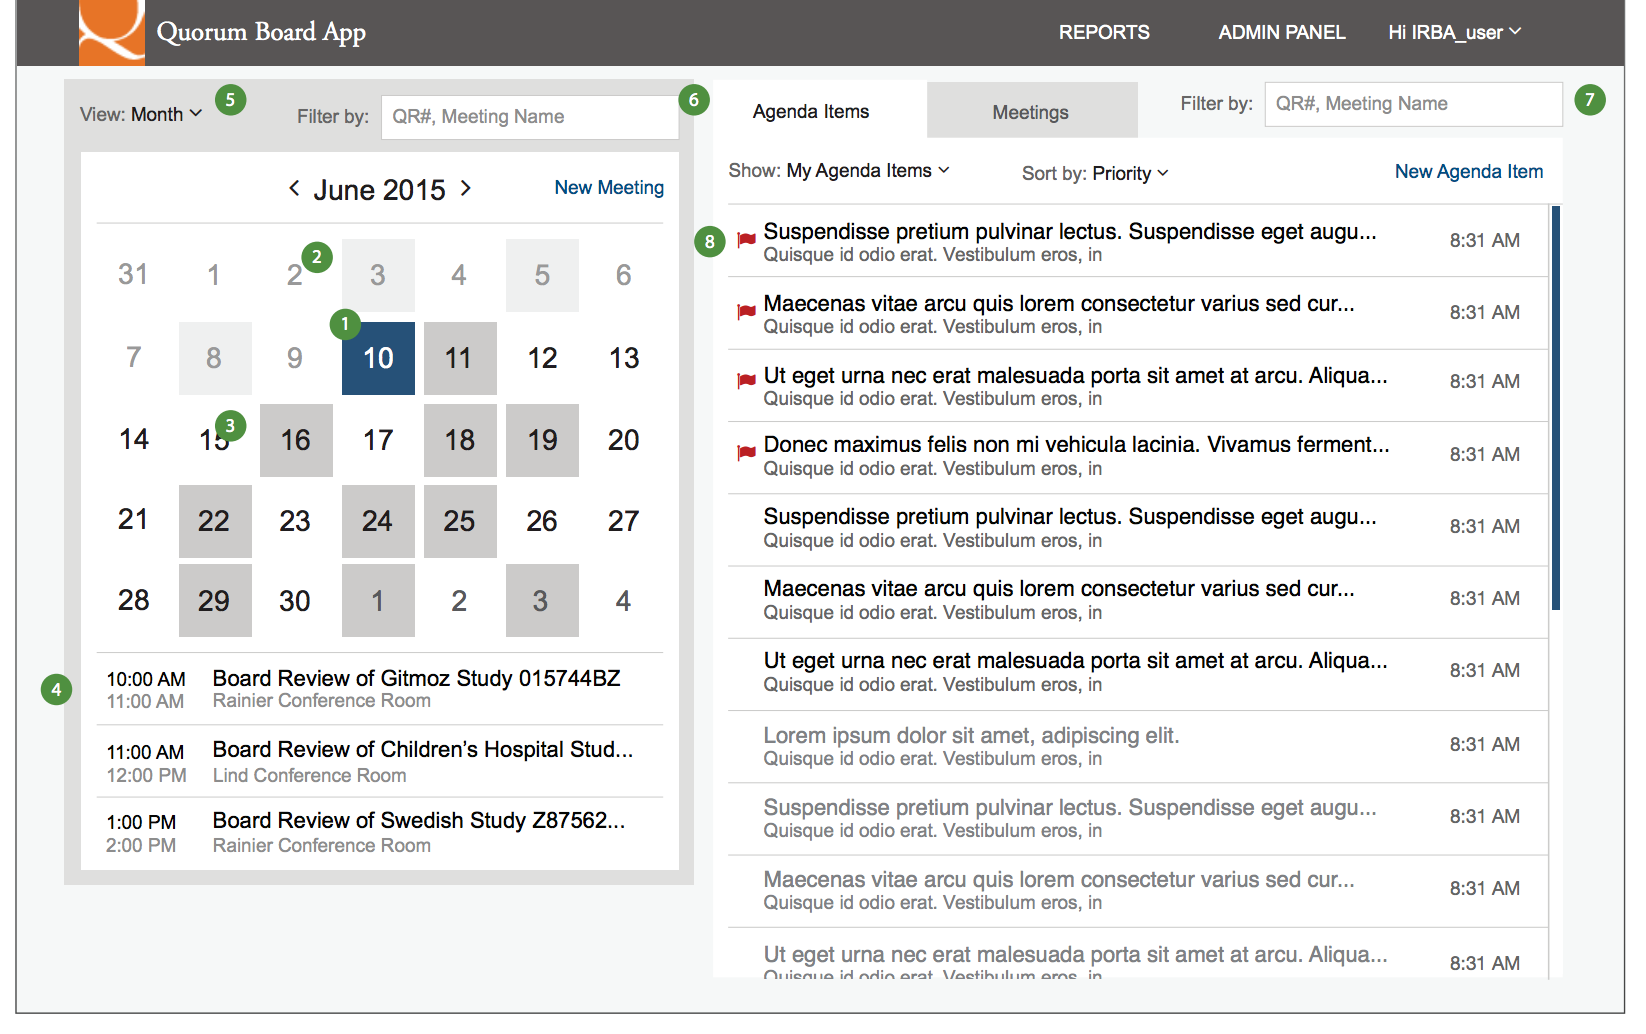 Quorum Board App
REPORTS
ADMIN PANEL
Hi IRBA_user
View: Month
5
Filter by:
QR#, Meeting Name
6
June 2015
New Meeting
31 1 2 3 4 5 6
2
7 8 9 10 11 12 13
1
14 15 16 17 18 19 20
3
21 22 23 24 25 26 27
28 29 30 1 2 3 4
4
10:00 AM Board Review of Gitmoz Study 015744BZ
11:00 AM Rainier Conference Room
11:00 AM Board Review of Children’s Hospital Stud...
12:00 PM Lind Conference Room
1:00 PM Board Review of Swedish Study Z87562...
2:00 PM Rainier Conference Room
Agenda Items
Meetings
Filter by:
QR#, Meeting Name
7
Show: My Agenda Items
Sort by: Priority
New Agenda Item
8
Suspendisse pretium pulvinar lectus. Suspendisse eget augu...
Quisque id odio erat. Vestibulum eros, in
8:31 AM
Maecenas vitae arcu quis lorem consectetur varius sed cur...
Quisque id odio erat. Vestibulum eros, in
8:31 AM
Ut eget urna nec erat malesuada porta sit amet at arcu. Aliqua...
Quisque id odio erat. Vestibulum eros, in
8:31 AM
Donec maximus felis non mi vehicula lacinia. Vivamus ferment...
Quisque id odio erat. Vestibulum eros, in
8:31 AM
Suspendisse pretium pulvinar lectus. Suspendisse eget augu...
Quisque id odio erat. Vestibulum eros, in
8:31 AM
Maecenas vitae arcu quis lorem consectetur varius sed cur...
Quisque id odio erat. Vestibulum eros, in
8:31 AM
Ut eget urna nec erat malesuada porta sit amet at arcu. Aliqua...
Quisque id odio erat. Vestibulum eros, in
8:31 AM
Lorem ipsum dolor sit amet, adipiscing elit.
Quisque id odio erat. Vestibulum eros, in
8:31 AM
Suspendisse pretium pulvinar lectus. Suspendisse eget augu...
Quisque id odio erat. Vestibulum eros, in
8:31 AM
Maecenas vitae arcu quis lorem consectetur varius sed cur...
Quisque id odio erat. Vestibulum eros, in
8:31 AM
Ut eget urna nec erat malesuada porta sit amet at arcu. Aliqua...
Quisque id odio erat. Vestibulum eros, in
8:31 AM